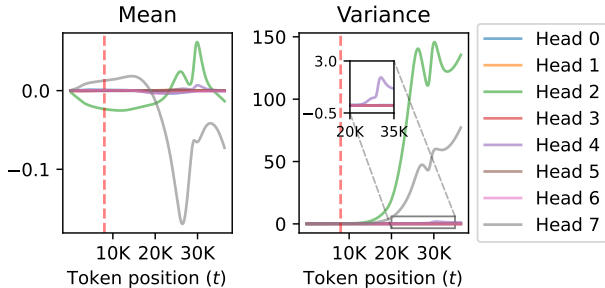 Mean
0.0
−0.1
10K 20K 30K
Token position (t)
Variance
150
100
50
0
3.0
−0.5
20K 35K
10K 20K 30K
Token position (t)
Head 0
Head 1
Head 2
Head 3
Head 4
Head 5
Head 6
Head 7